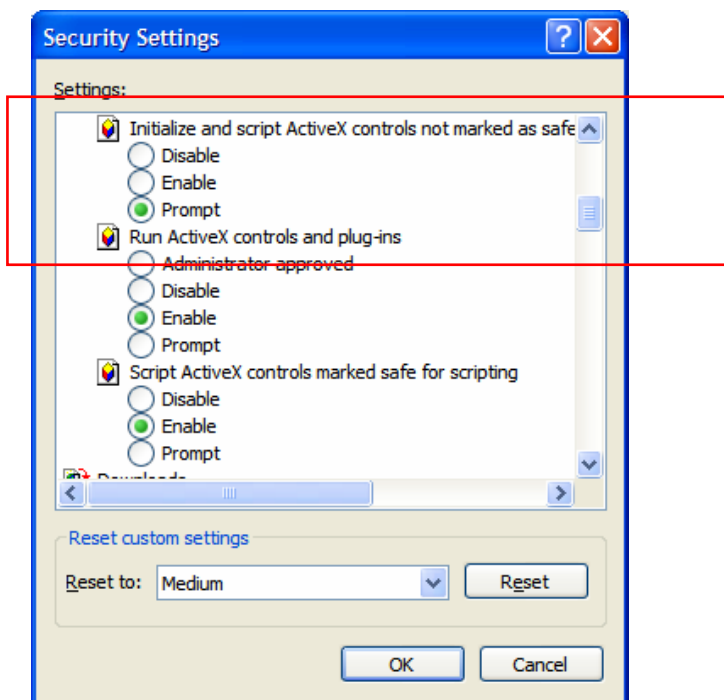 Security Settings
Settings:
Initialize and script ActiveX controls not marked as safe
Disable
Enable
Prompt
Run ActiveX controls and plug-ins
Administrator approved
Disable
Enable
Prompt
Script ActiveX controls marked safe for scripting
Disable
Enable
Prompt
Downloads
Reset custom settings
Reset to: Medium Reset
OK Cancel